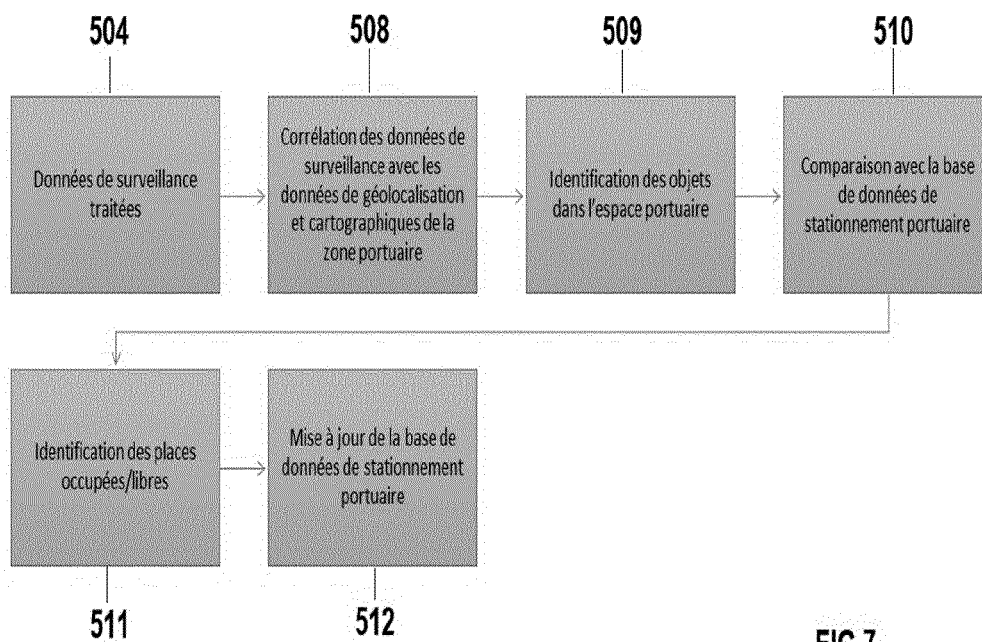 504
508
509
510
Données de surveillance
traitées
Corrélation des données de
surveillance avec les
données de géolocalisation
et cartographiques de la
zone portuaire
Identification des objets
dans l'espace portuaire
Comparaison avec la base
de données de
stationnement portuaire
Identification des places
occupées/libres
Mise à jour de la base de
données de stationnement
portuaire
511
512
FIG.7